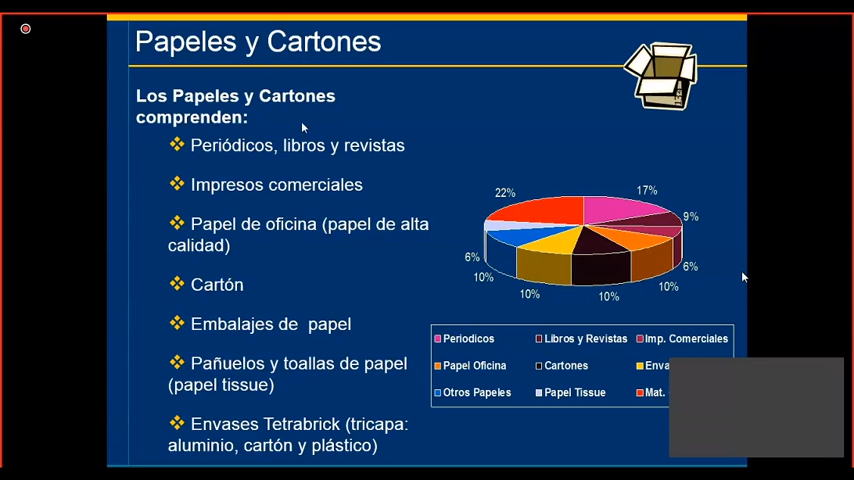 Papeles y Cartones
Los Papeles y Cartones
comprenden:
Periódicos, libros y revistas
Impresos comerciales
Papel de oficina (papel de alta
calidad)
Cartón
Embalajes de papel
Pañuelos y toallas de papel
(papel tissue)
Envases Tetrabrick (tricapa:
aluminio, cartón y plástico)
22%
17%
9%
6%
10%
10%
10%
10%
6%
Periodicos
Libros y Revistas
Imp. Comerciales
Papel Oficina
Cartones
Otros Papeles
Papel Tissue
Mat.